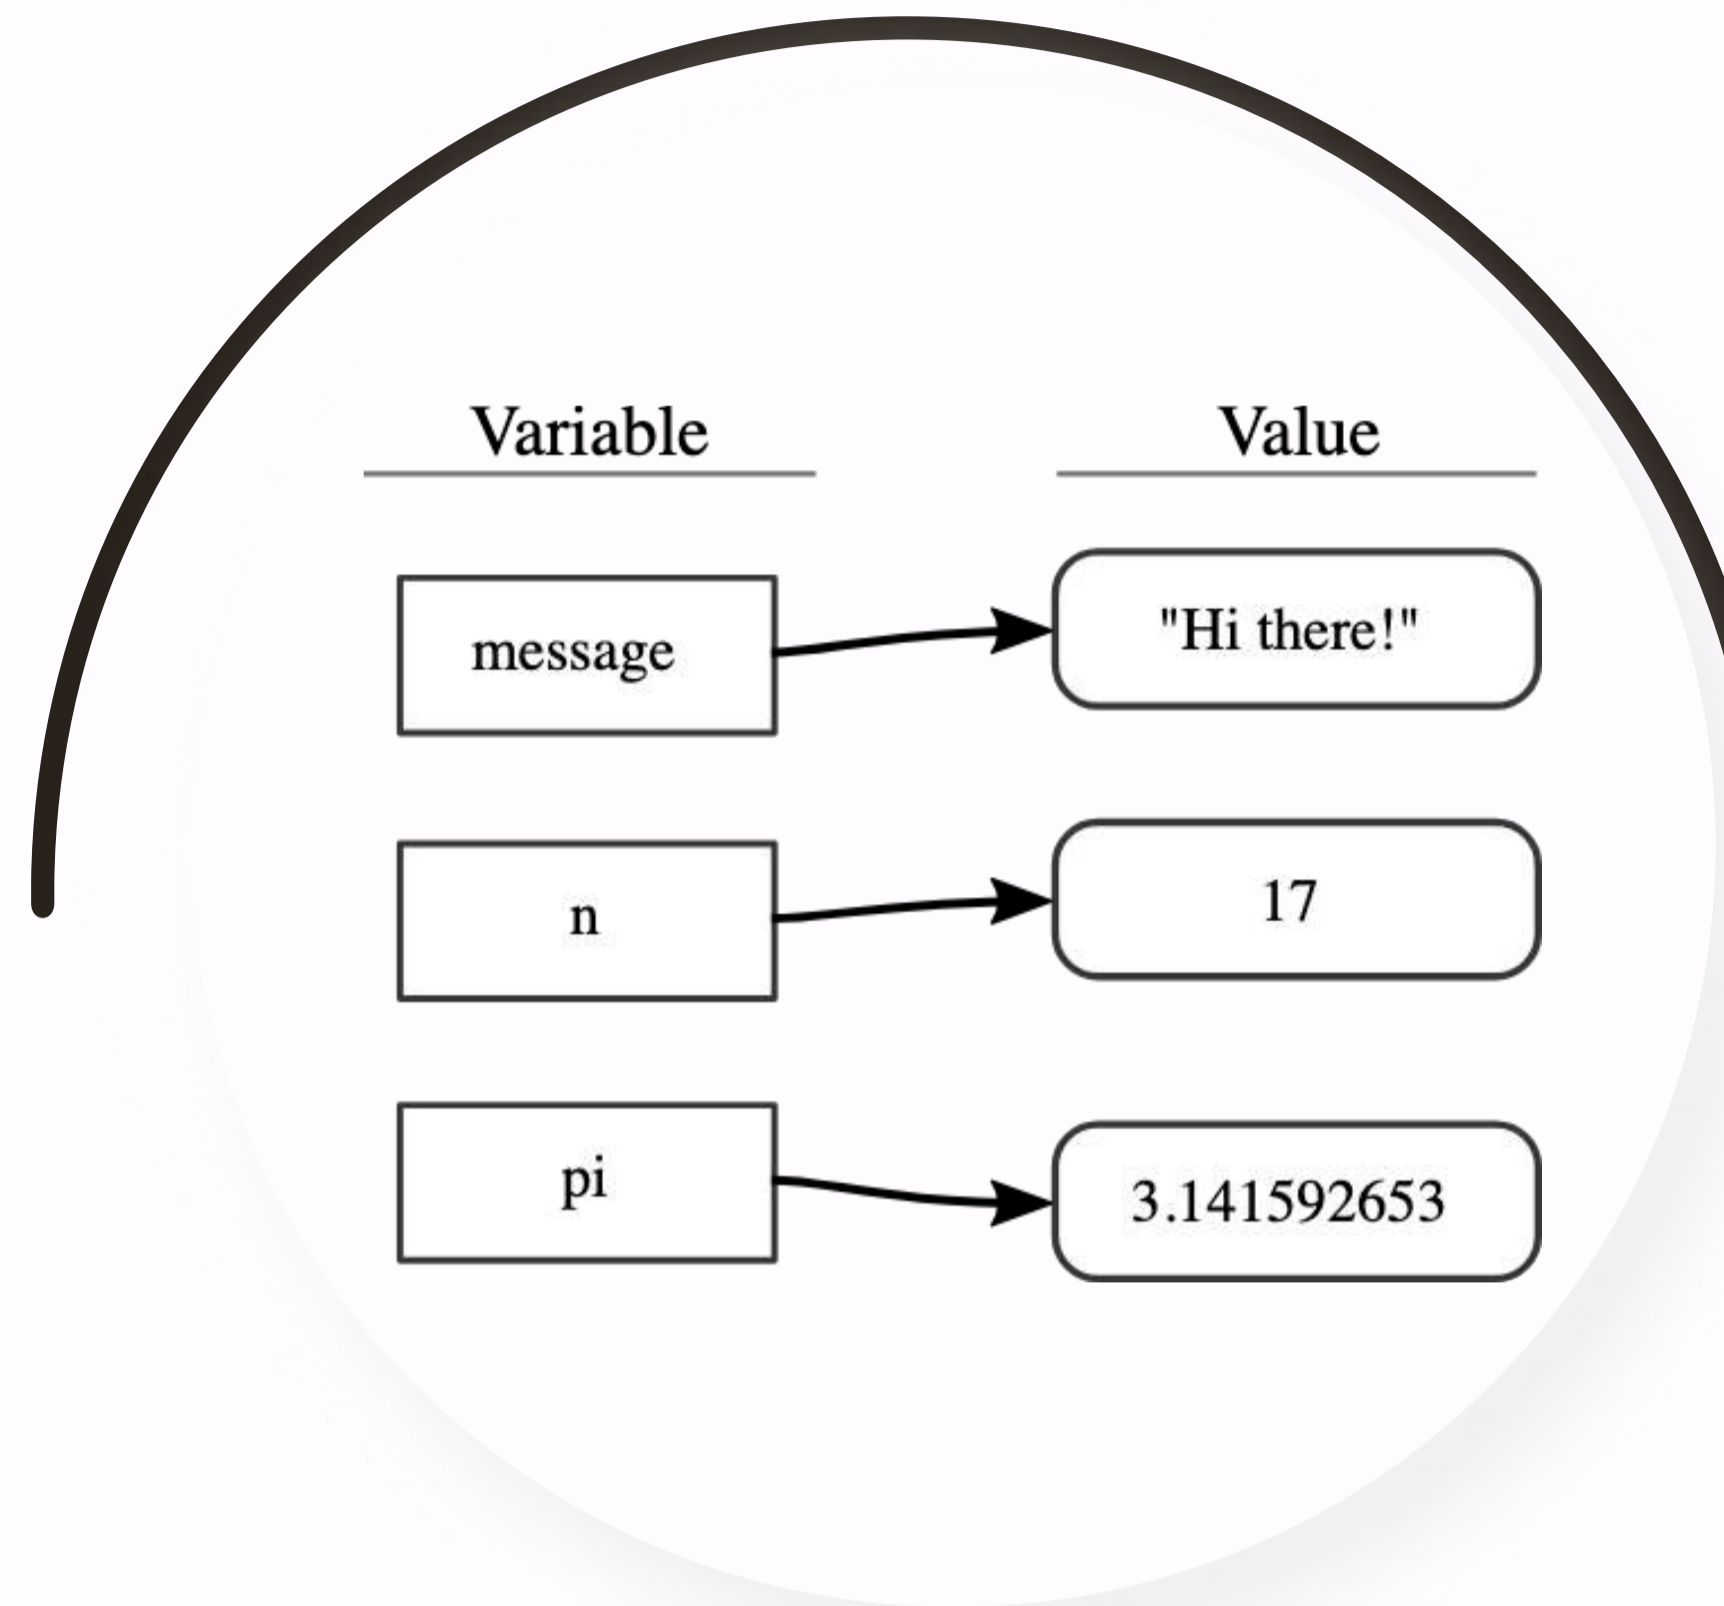 Variable Value
message "Hi there!"
n 17
pi 3.141592653